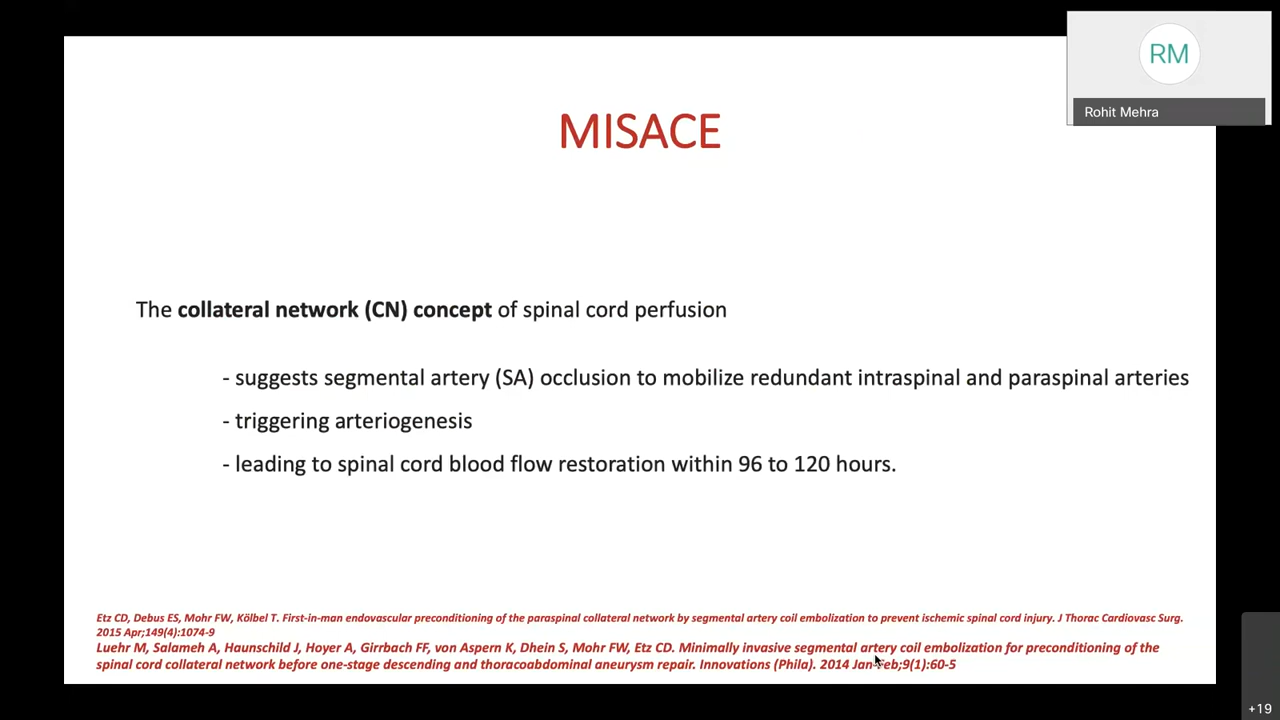 RM
Rohit Mehra
MISACE
The collateral network (CN) concept of spinal cord perfusion
- suggests segmental artery (SA) occlusion to mobilize redundant intraspinal and paraspinal arteries
- triggering arteriogenesis
- leading to spinal cord blood flow restoration within 96 to 120 hours.
Etz CD, Debus ES, Mohr FW, Kölbel T. First-in-man endovascular preconditioning of the paraspinal collateral network by segmental artery coil embolization to prevent ischemic spinal cord injury. J Thorac Cardiovasc Surg.
2015 Apr;149(4):1074-9
Luehr M, Salameh A, Haunschild J, Hoyer A, Girrbach FF, von Aspern K, Dhein S, Mohr FW, Etz CD. Minimally invasive segmental artery coil embolization for preconditioning of the
spinal cord collateral network before one-stage descending and thoracoabdominal aneurysm repair. Innovations (Phila). 2014 Jan-Feb;9(1):60-5
+19